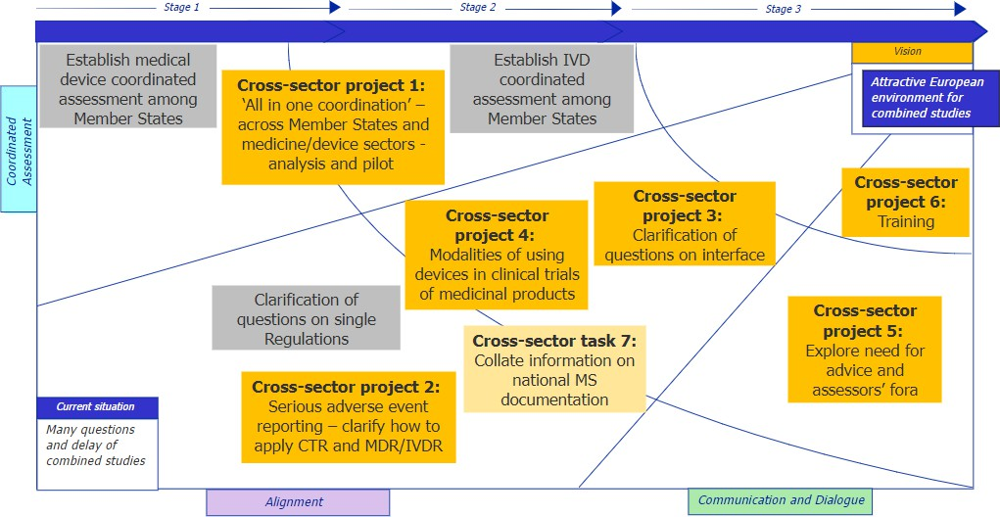 Stage 1
Stage 2
Stage 3
Vision
Attractive European
environment for
combined studies
Coordinated
Assessment
Establish medical
device coordinated
assessment among
Member States
Cross-sector project 1:
‘All in one coordination’ –
across Member States and
medicine/device sectors -
analysis and pilot
Establish IVD
coordinated
assessment among
Member States
Cross-sector
project 4:
Modalities of using
devices in clinical trials
of medicinal products
Cross-sector
project 3:
Clarification of
questions on interface
Cross-sector
project 6:
Training
Clarification of
questions on single
Regulations
Cross-sector task 7:
Collate information on
national MS
documentation
Cross-sector
project 5:
Explore need for
advice and
assessors’ fora
Cross-sector project 2:
Serious adverse event
reporting – clarify how to
apply CTR and MDR/IVDR
Current situation
Many questions
and delay of
combined studies
Alignment
Communication and Dialogue